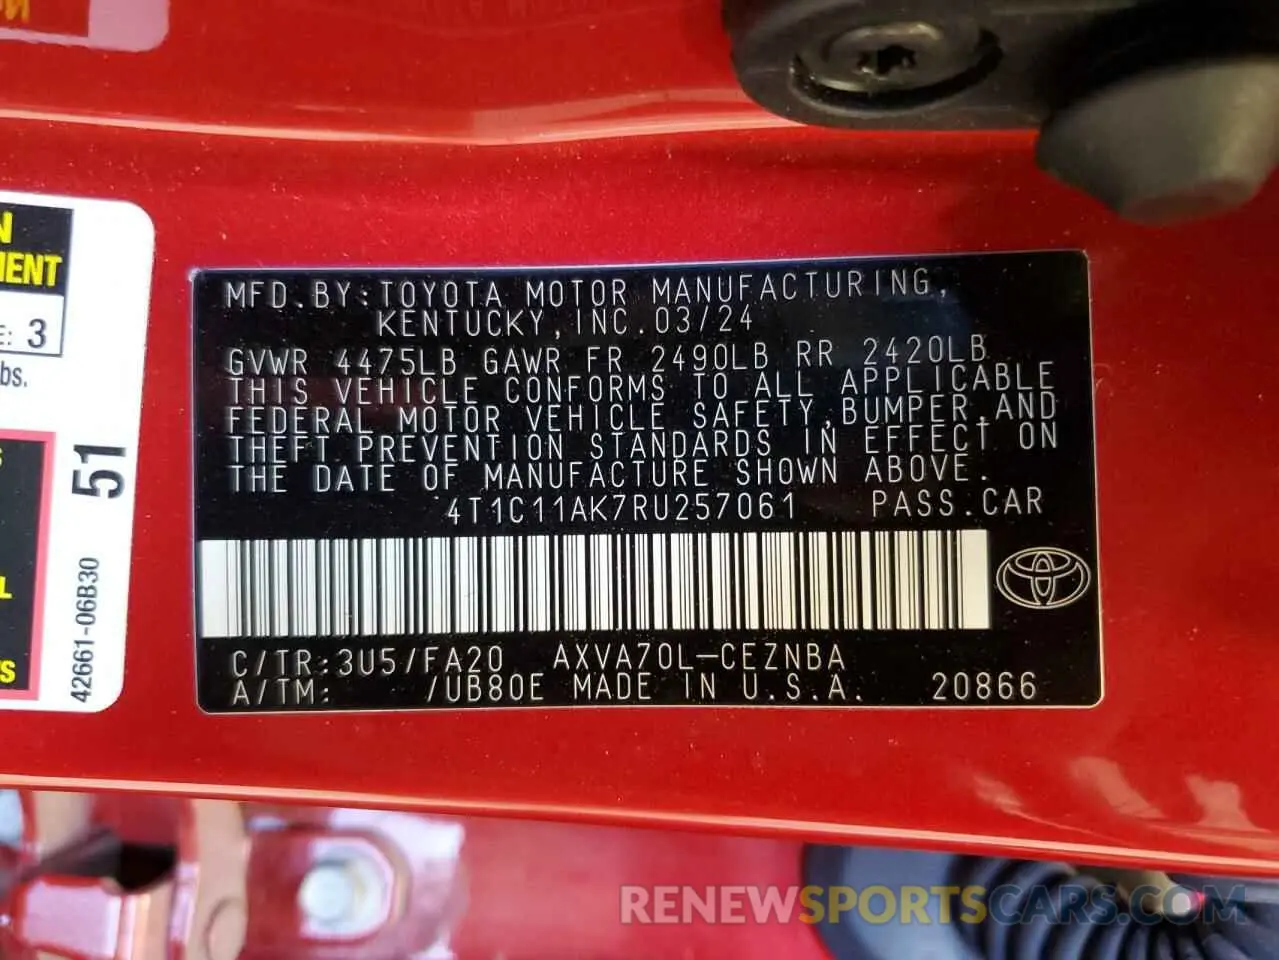 N
MENT
E: 3
bs.
51
42661-06B30
S
L
S
MFD.BY:TOYOTA MOTOR MANUFACTURING,
KENTUCKY,INC.03/24
GVWR 4475LB GAWR FR 2490LB RR 2420LB
THIS VEHICLE CONFORMS TO ALL APPLICABLE
FEDERAL MOTOR VEHICLE SAFETY,BUMPER,AND
THEFT PREVENTION STANDARDS IN EFFECT ON
THE DATE OF MANUFACTURE SHOWN ABOVE.
4T1C11AK7RU257061 PASS.CAR
C/TR:3U5/FA20 AXVA70L-CEZNBA
A/TM: /UB80E MADE IN U.S.A. 20866
RENEWSPORTSCARS.COM